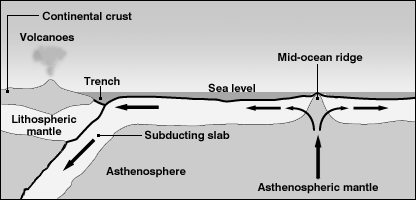 Continental crust
Volcanoes
Mid-ocean ridge
Trench
Sea level
Lithospheric
mantle
Subducting slab
Asthenosphere
Asthenospheric mantle